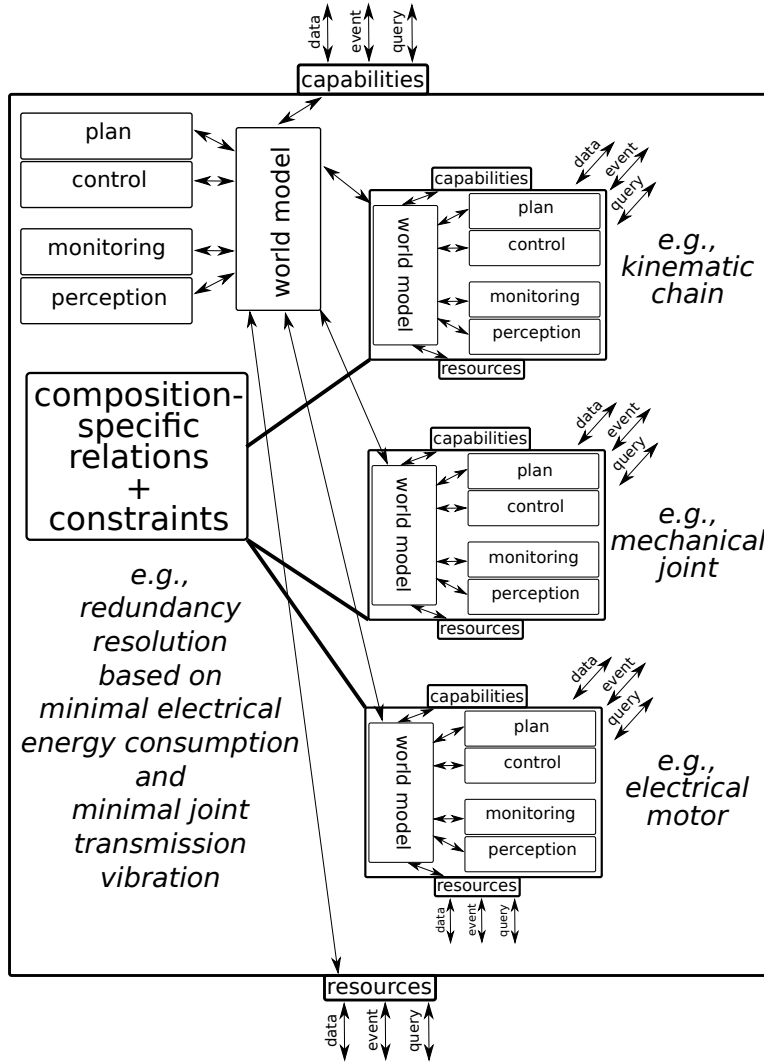 data
event
query
capabilities
plan
control
monitoring
perception
world model
capabilities
data
event
query
world model
plan
control
monitoring
perception
resources
e.g.,
kinematic
chain
composition-
specific
relations
+
constraints
e.g.,
redundancy
resolution
based on
minimal electrical
energy consumption
and
minimal joint
transmission
vibration
capabilities
data
event
query
world model
plan
control
monitoring
perception
resources
e.g.,
mechanical
joint
capabilities
data
event
query
world model
plan
control
monitoring
perception
resources
data
event
query
e.g.,
electrical
motor
resources
data
event
query